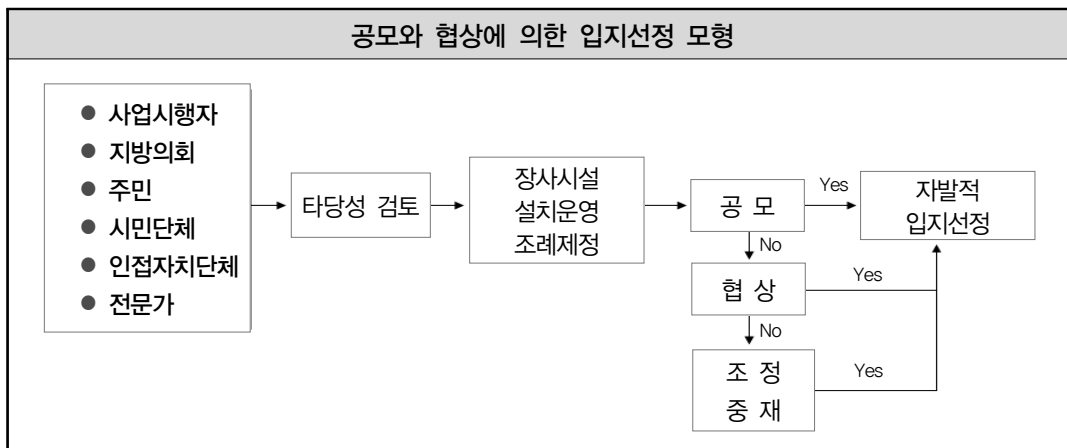 공모와 협상에 의한 입지선정 모형
● 사업시행자
● 지방의회
● 주민
● 시민단체
● 인접자치단체
● 전문가
타당성 검토
장사시설
설치운영
조례제정
공 모
Yes
자발적
입지선정
No
협 상
Yes
No
조 정
중 재
Yes